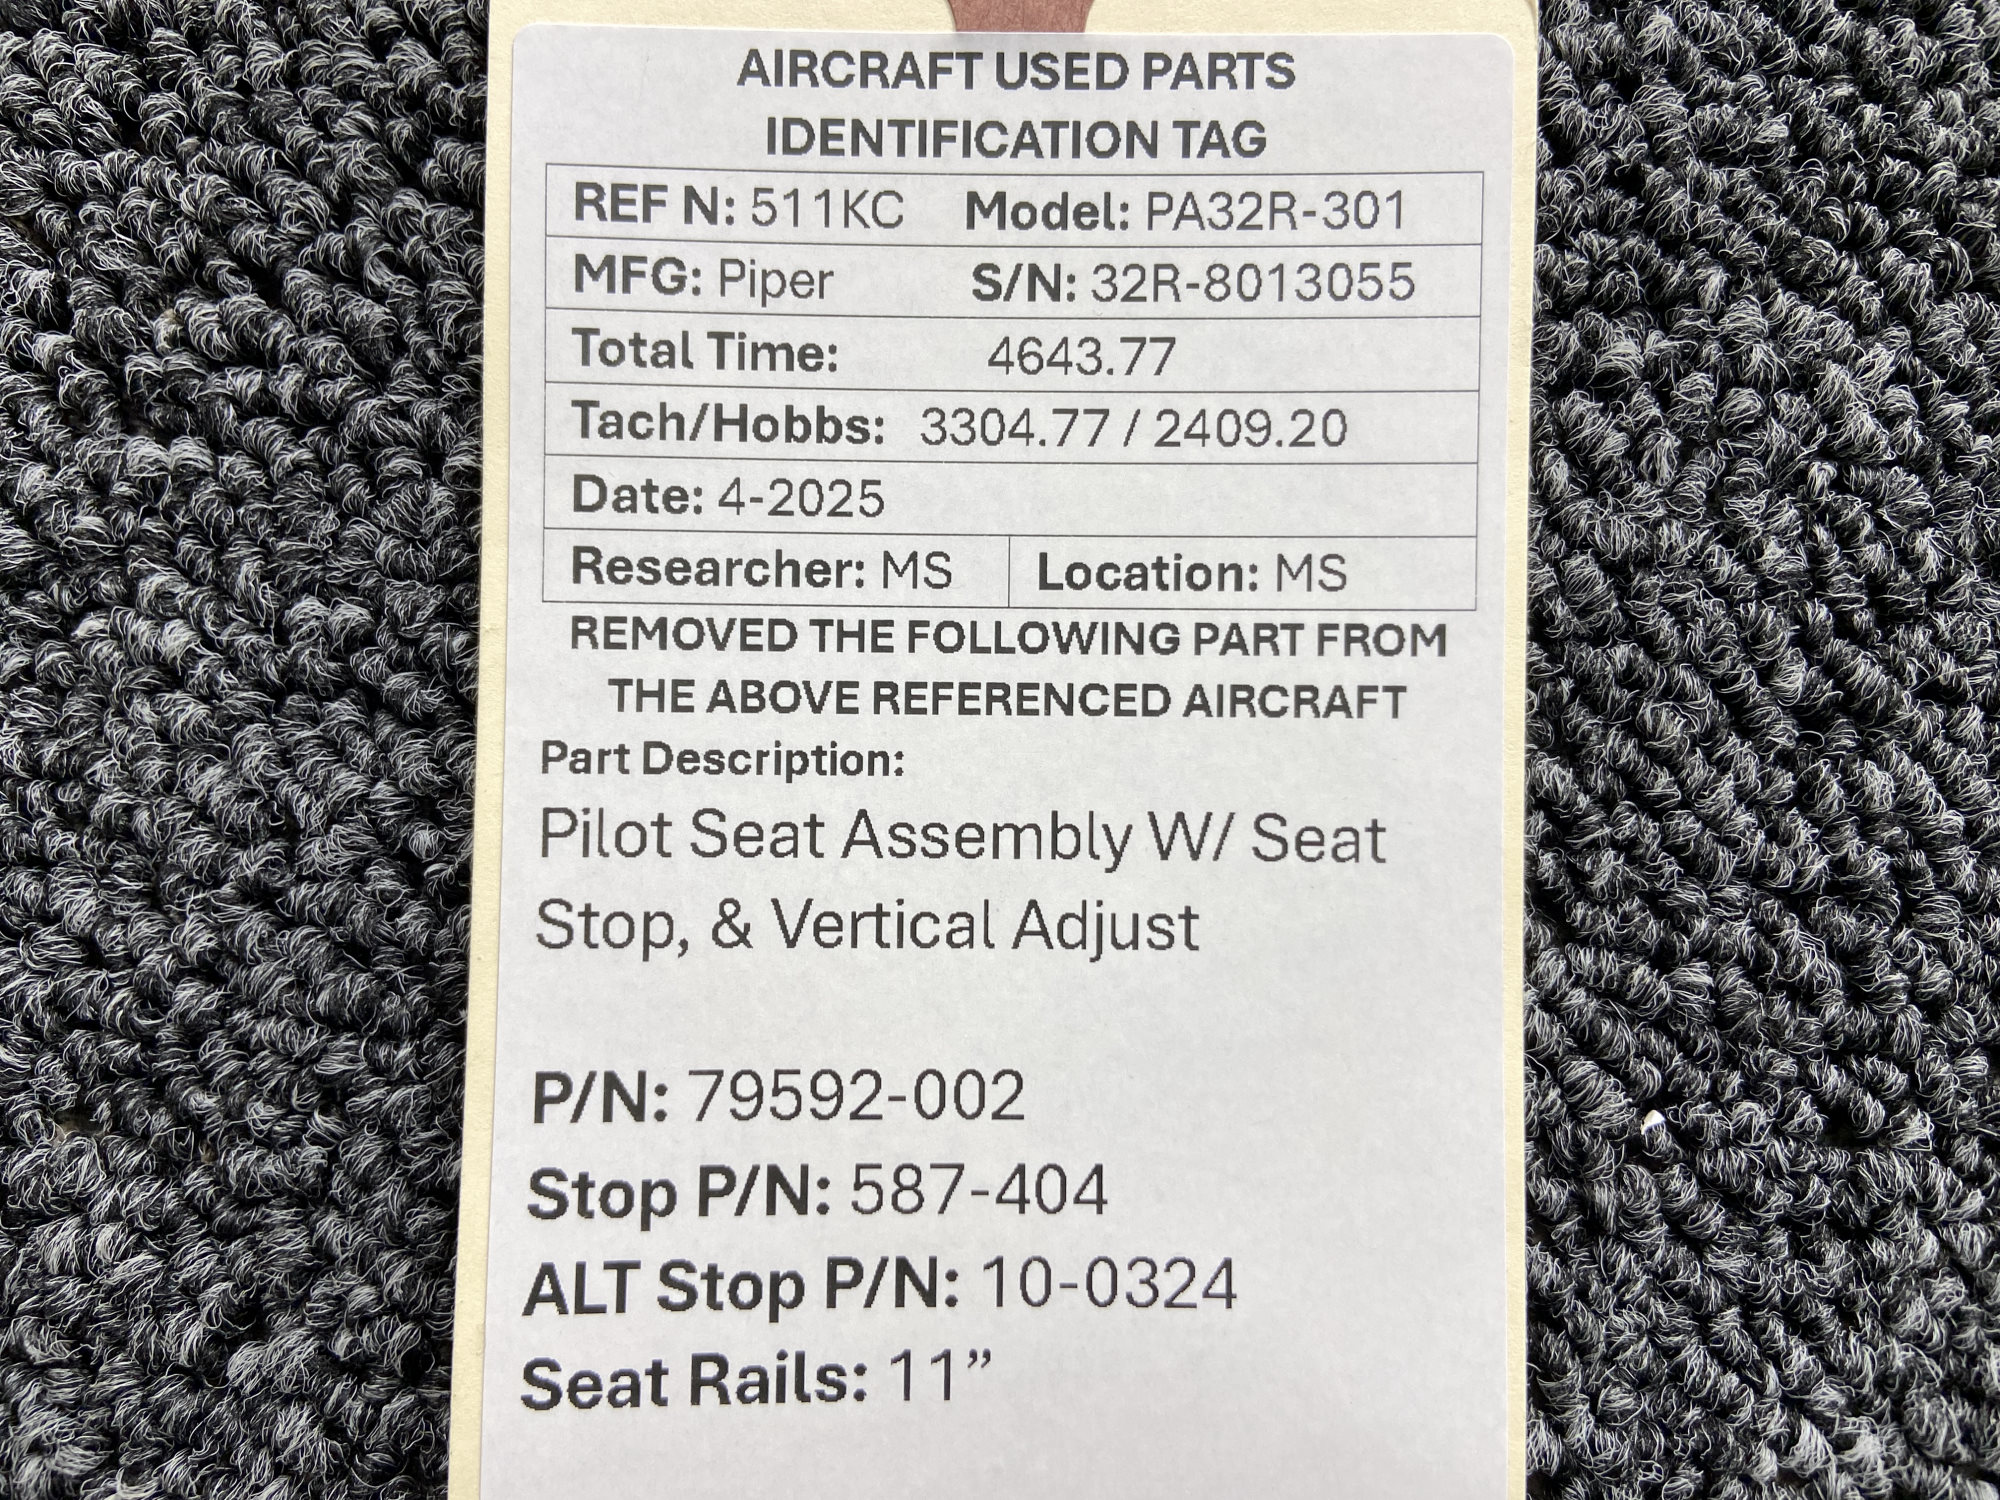 AIRCRAFT USED PARTS
IDENTIFICATION TAG
REF N: 511KC Model: PA32R-301
MFG: Piper S/N: 32R-8013055
Total Time: 4643.77
Tach/Hobbs: 3304.77 / 2409.20
Date: 4-2025
Researcher: MS Location: MS
REMOVED THE FOLLOWING PART FROM
THE ABOVE REFERENCED AIRCRAFT
Part Description:
Pilot Seat Assembly W/ Seat
Stop, & Vertical Adjust
P/N: 79592-002
Stop P/N: 587-404
ALT Stop P/N: 10-0324
Seat Rails: 11”